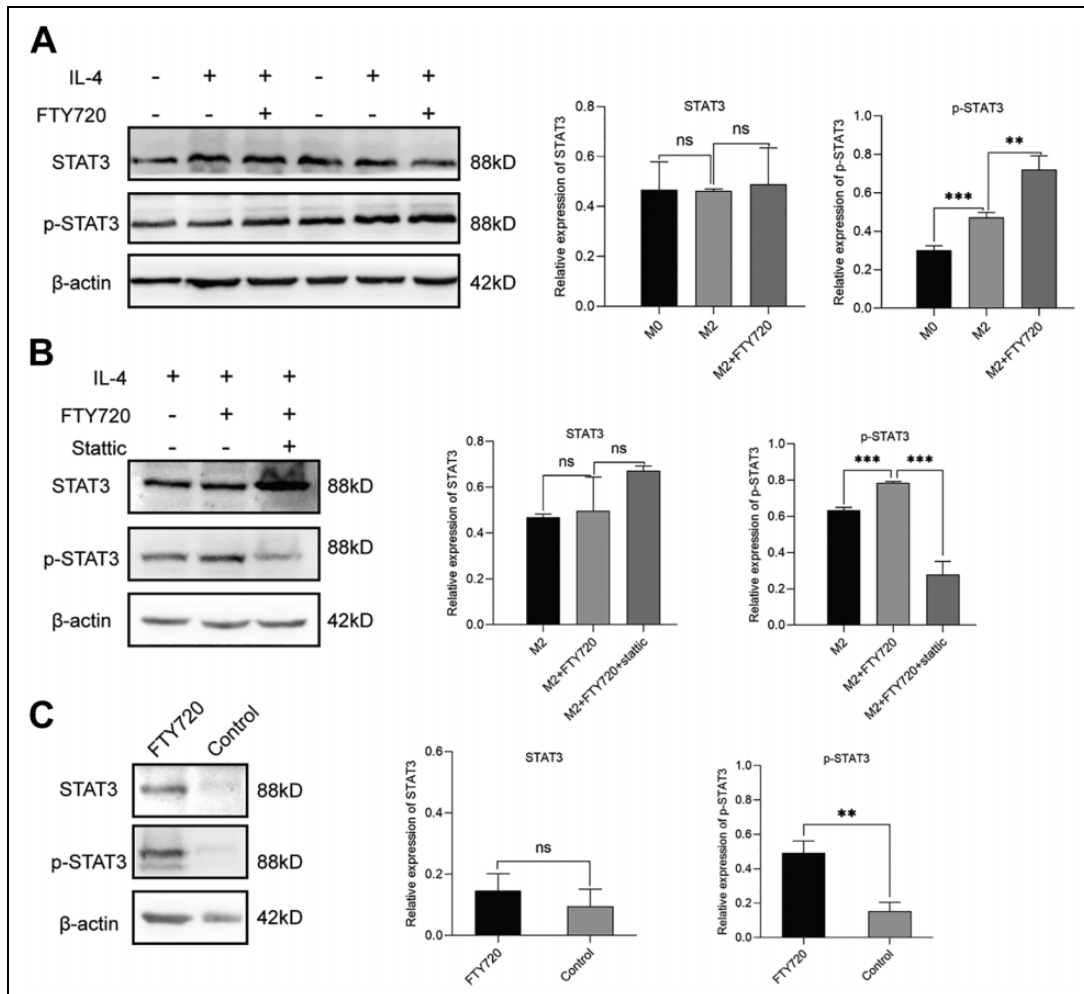 A
IL-4 - + + - + +
FTY720 - - + - - +
STAT3 88kD
p-STAT3 88kD
β-actin 42kD
STAT3
Relative expression of STAT3
0.8
0.6
0.4
0.2
0.0
ns
ns
M0
M2
M2+FTY720
p-STAT3
Relative expression of p-STAT3
1.0
0.8
0.6
0.4
0.2
0.0
***
**
M0
M2
M2+FTY720
B
IL-4 + + +
FTY720 - + +
Stattic - - +
STAT3 88kD
p-STAT3 88kD
β-actin 42kD
STAT3
Relative expression of STAT3
0.8
0.6
0.4
0.2
0.0
ns
ns
M2
M2+FTY720
M2+FTY720+stattic
p-STAT3
Relative expression of p-STAT3
1.0
0.8
0.6
0.4
0.2
0.0
***
***
M2
M2+FTY720
M2+FTY720+stattic
C
FTY720 Control
STAT3 88kD
p-STAT3 88kD
β-actin 42kD
STAT3
Relative expression of STAT3
0.6
0.4
0.2
0.0
ns
FTY720
Control
p-STAT3
Relative expression of p-STAT3
1.0
0.8
0.6
0.4
0.2
0.0
**
FTY720
Control